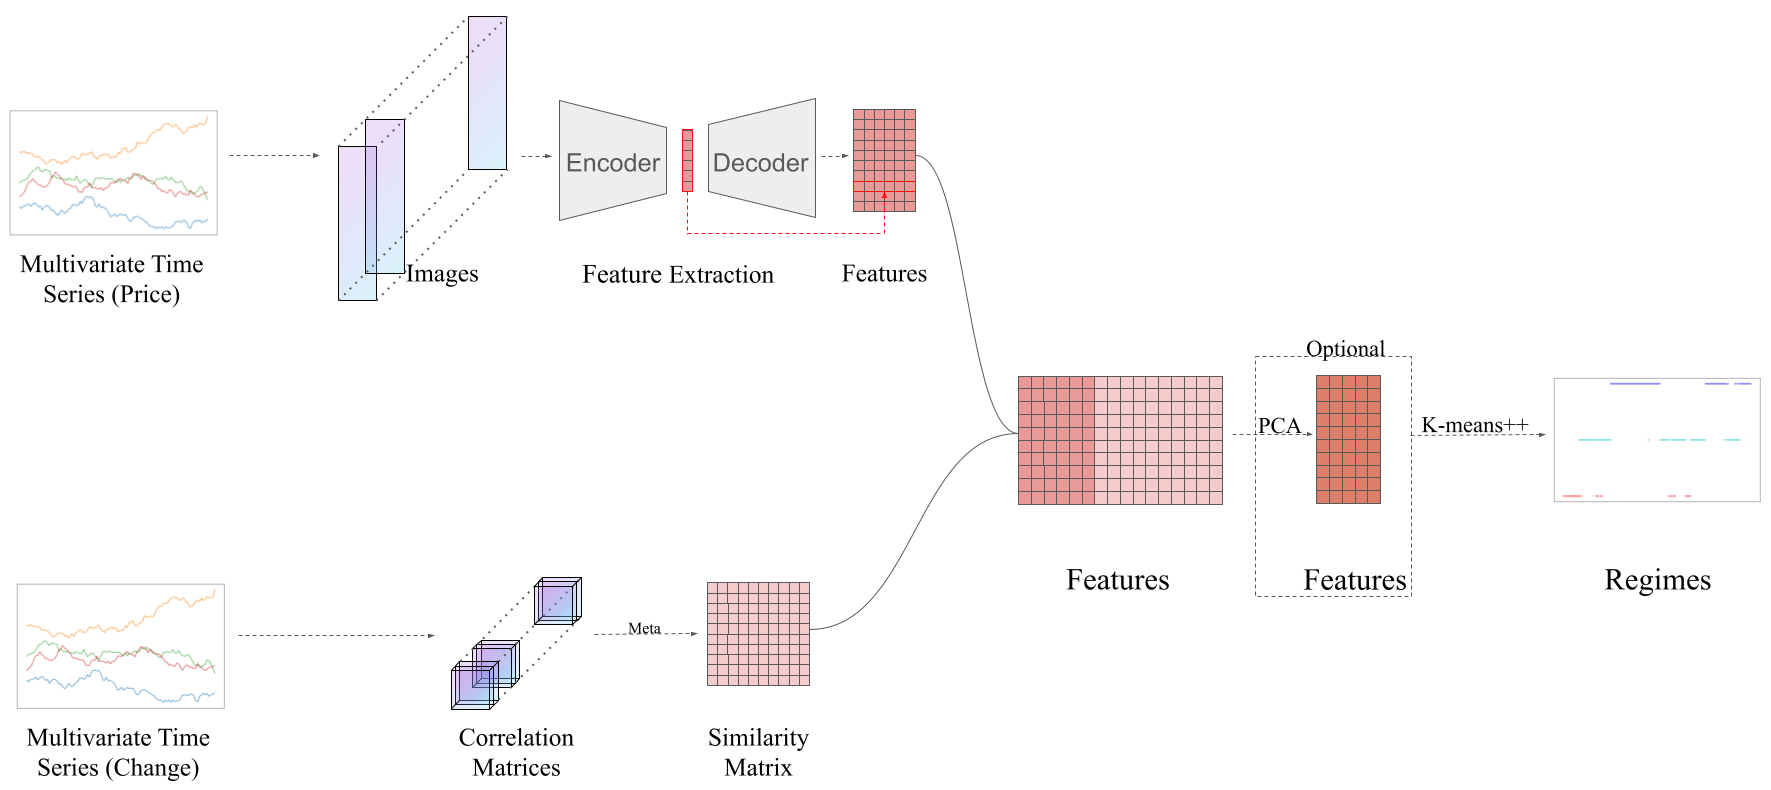 Multivariate Time
Series (Price)
Images
Encoder
Decoder
Feature Extraction
Features
Multivariate Time
Series (Change)
Correlation
Matrices
Meta
Similarity
Matrix
Features
Optional
PCA
Features
K-means++
Regimes